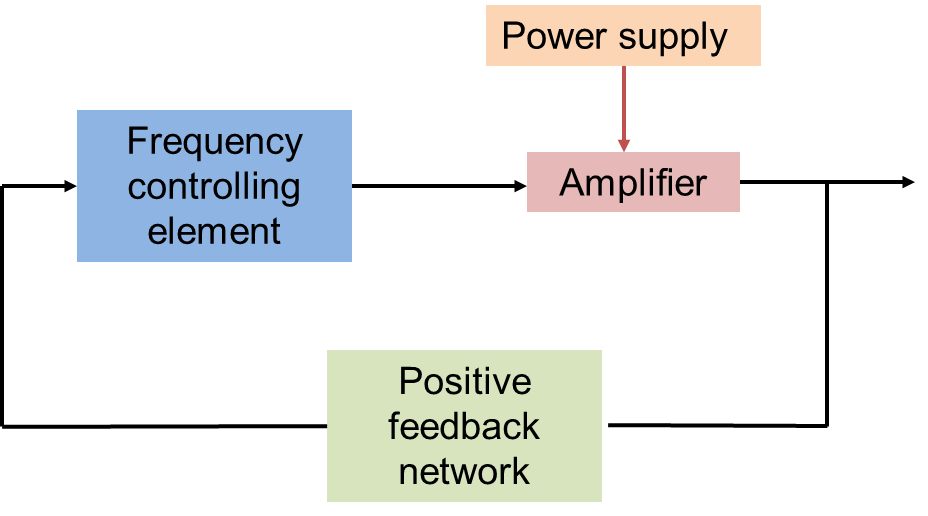 Power supply
Frequency
controlling
element
Amplifier
Positive
feedback
network